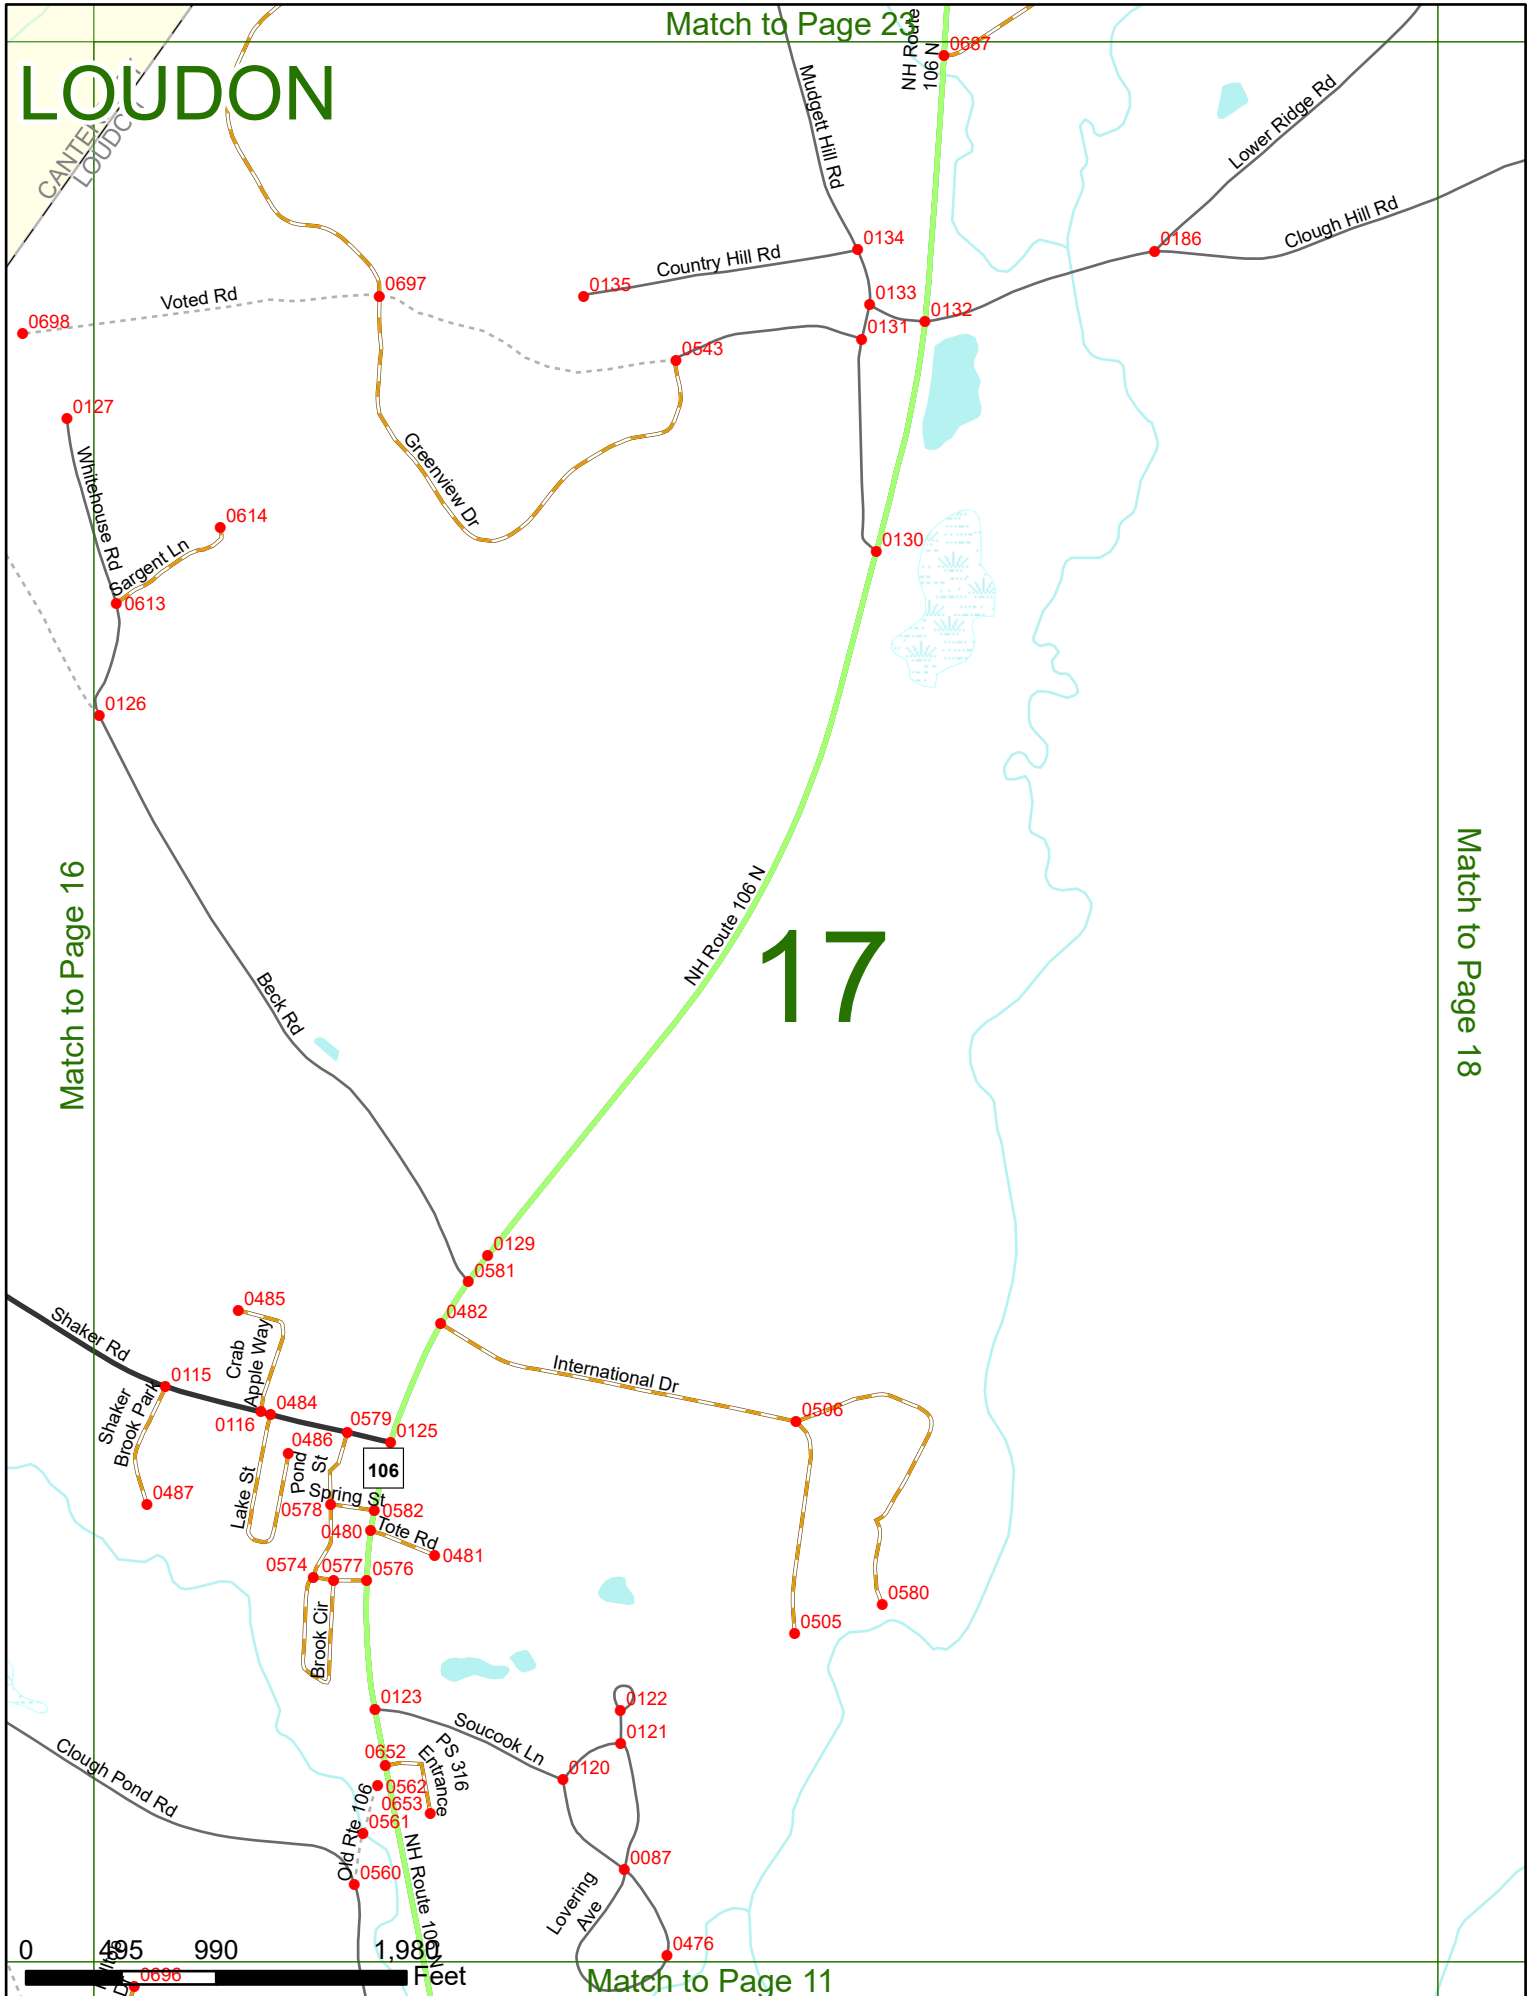 Match to Page 23
LOUDON
CANTER
LOUDO
NH Route
106 N
0687
Mudgett Hill Rd
Lower Ridge Rd
Clough Hill Rd
0186
0134
Country Hill Rd
0135
0133
0132
0131
0697
Voted Rd
0698
0543
0127
Whitehouse Rd
Greenview Dr
0614
Sargent Ln
0613
0130
0126
Match to Page 16
Match to Page 18
NH Route 106 N
17
Beck Rd
0129
0581
0482
0485
Shaker Rd
Crab
Apple Way
0115
International Dr
Shaker
Brook Park
0484
0116
0579
0125
0506
0486
106
Pond
St
0487
Lake St
Spring St
0578
0582
0480
Tote Rd
0481
0574
0577
0576
0580
Brook Cir
0505
0123
0122
Soucook Ln
0121
0652
PS 316
Entrance
0120
Clough Pond Rd
0562
0653
Old Rte 106
0561
NH Route 106 N
0560
0087
Lovering
Ave
0476
0
495
990
1,980
Feet
0696
Match to Page 11